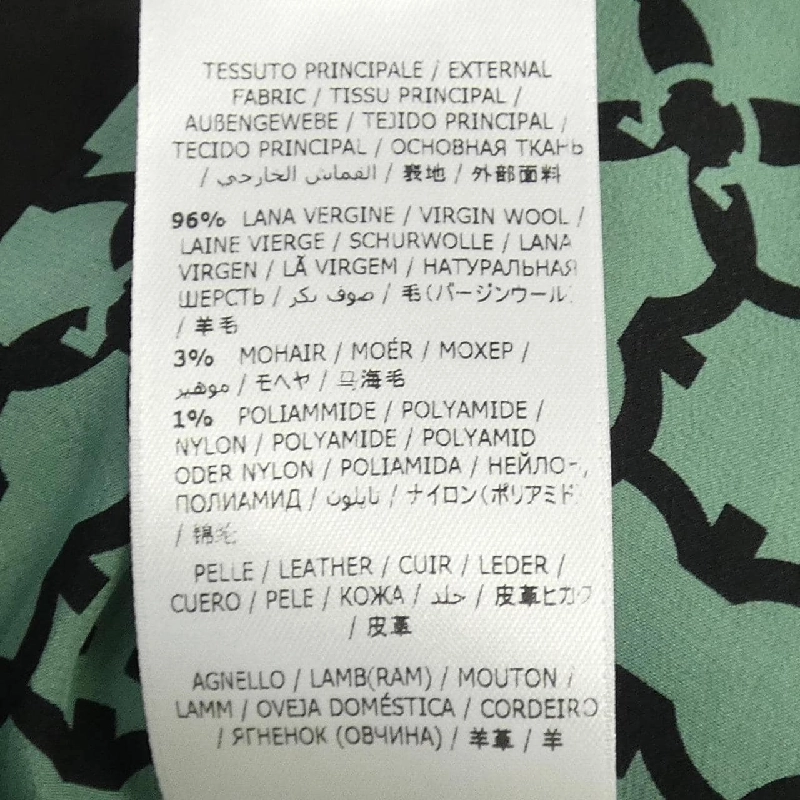 TESSUTO PRINCIPALE / EXTERNAL
FABRIC / TISSU PRINCIPAL /
AUßENGEWEBE / TEJIDO PRINCIPAL /
TECIDO PRINCIPAL / ОСНОВНАЯ ТКАНЬ
/ القماش الخارجي / 表地 / 外部面料
96% LANA VERGINE / VIRGIN WOOL /
LAINE VIERGE / SCHURWOLLE / LANA
VIRGEN / LÃ VIRGEM / НАТУРАЛЬНАЯ
ШЕРСТЬ / صوف بكر / 毛(バージンウール)
/ 羊毛
3% MOHAIR / MOÉR / МОХЕР /
موهير / モヘヤ / 马海毛
1% POLIAMMIDE / POLYAMIDE /
NYLON / POLYAMIDE / POLYAMID
ODER NYLON / POLIAMIDA / НЕЙЛОН,
ПОЛИАМИД / نايلون / ナイロン(ポリアミド)
/ 锦纶
PELLE / LEATHER / CUIR / LEDER /
CUERO / PELE / КОЖА / جلد / 皮革ヒカク
/ 皮革
AGNELLO / LAMB(RAM) / MOUTON /
LAMM / OVEJA DOMÉSTICA / CORDEIRO
/ ЯГНЕНОК (ОВЧИНА) / 羊革 / 羊